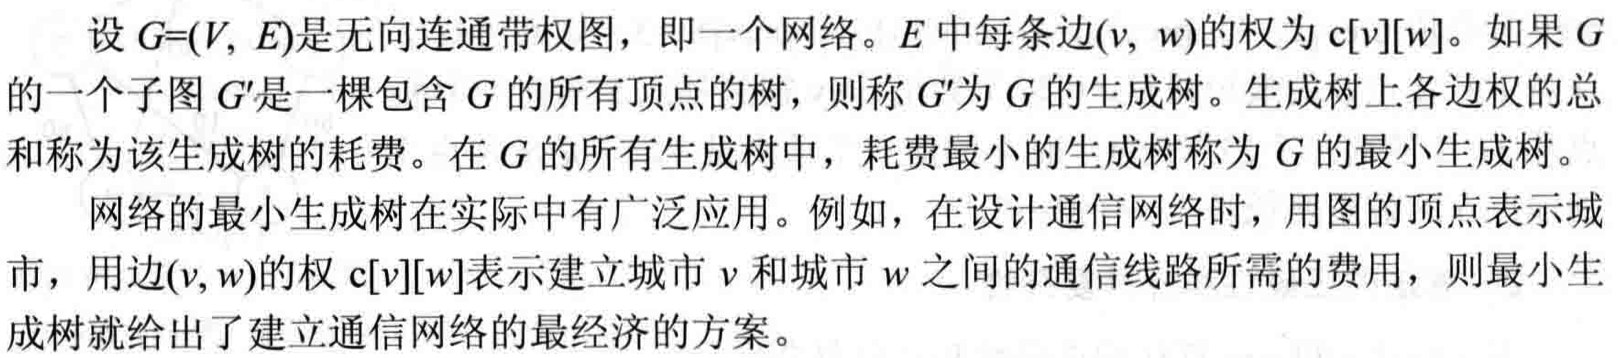 设 G=(V, E)是无向连通带权图，即一个网络。E 中每条边(v, w)的权为 c[v][w]。如果 G
的一个子图 G'是一棵包含 G 的所有顶点的树，则称 G'为 G 的生成树。生成树上各边权的总
和称为该生成树的耗费。在 G 的所有生成树中，耗费最小的生成树称为 G 的最小生成树。
网络的最小生成树在实际中有广泛应用。例如，在设计通信网络时，用图的顶点表示城
市，用边(v, w)的权 c[v][w]表示建立城市 v 和城市 w 之间的通信线路所需的费用，则最小生
成树就给出了建立通信网络的最经济的方案。